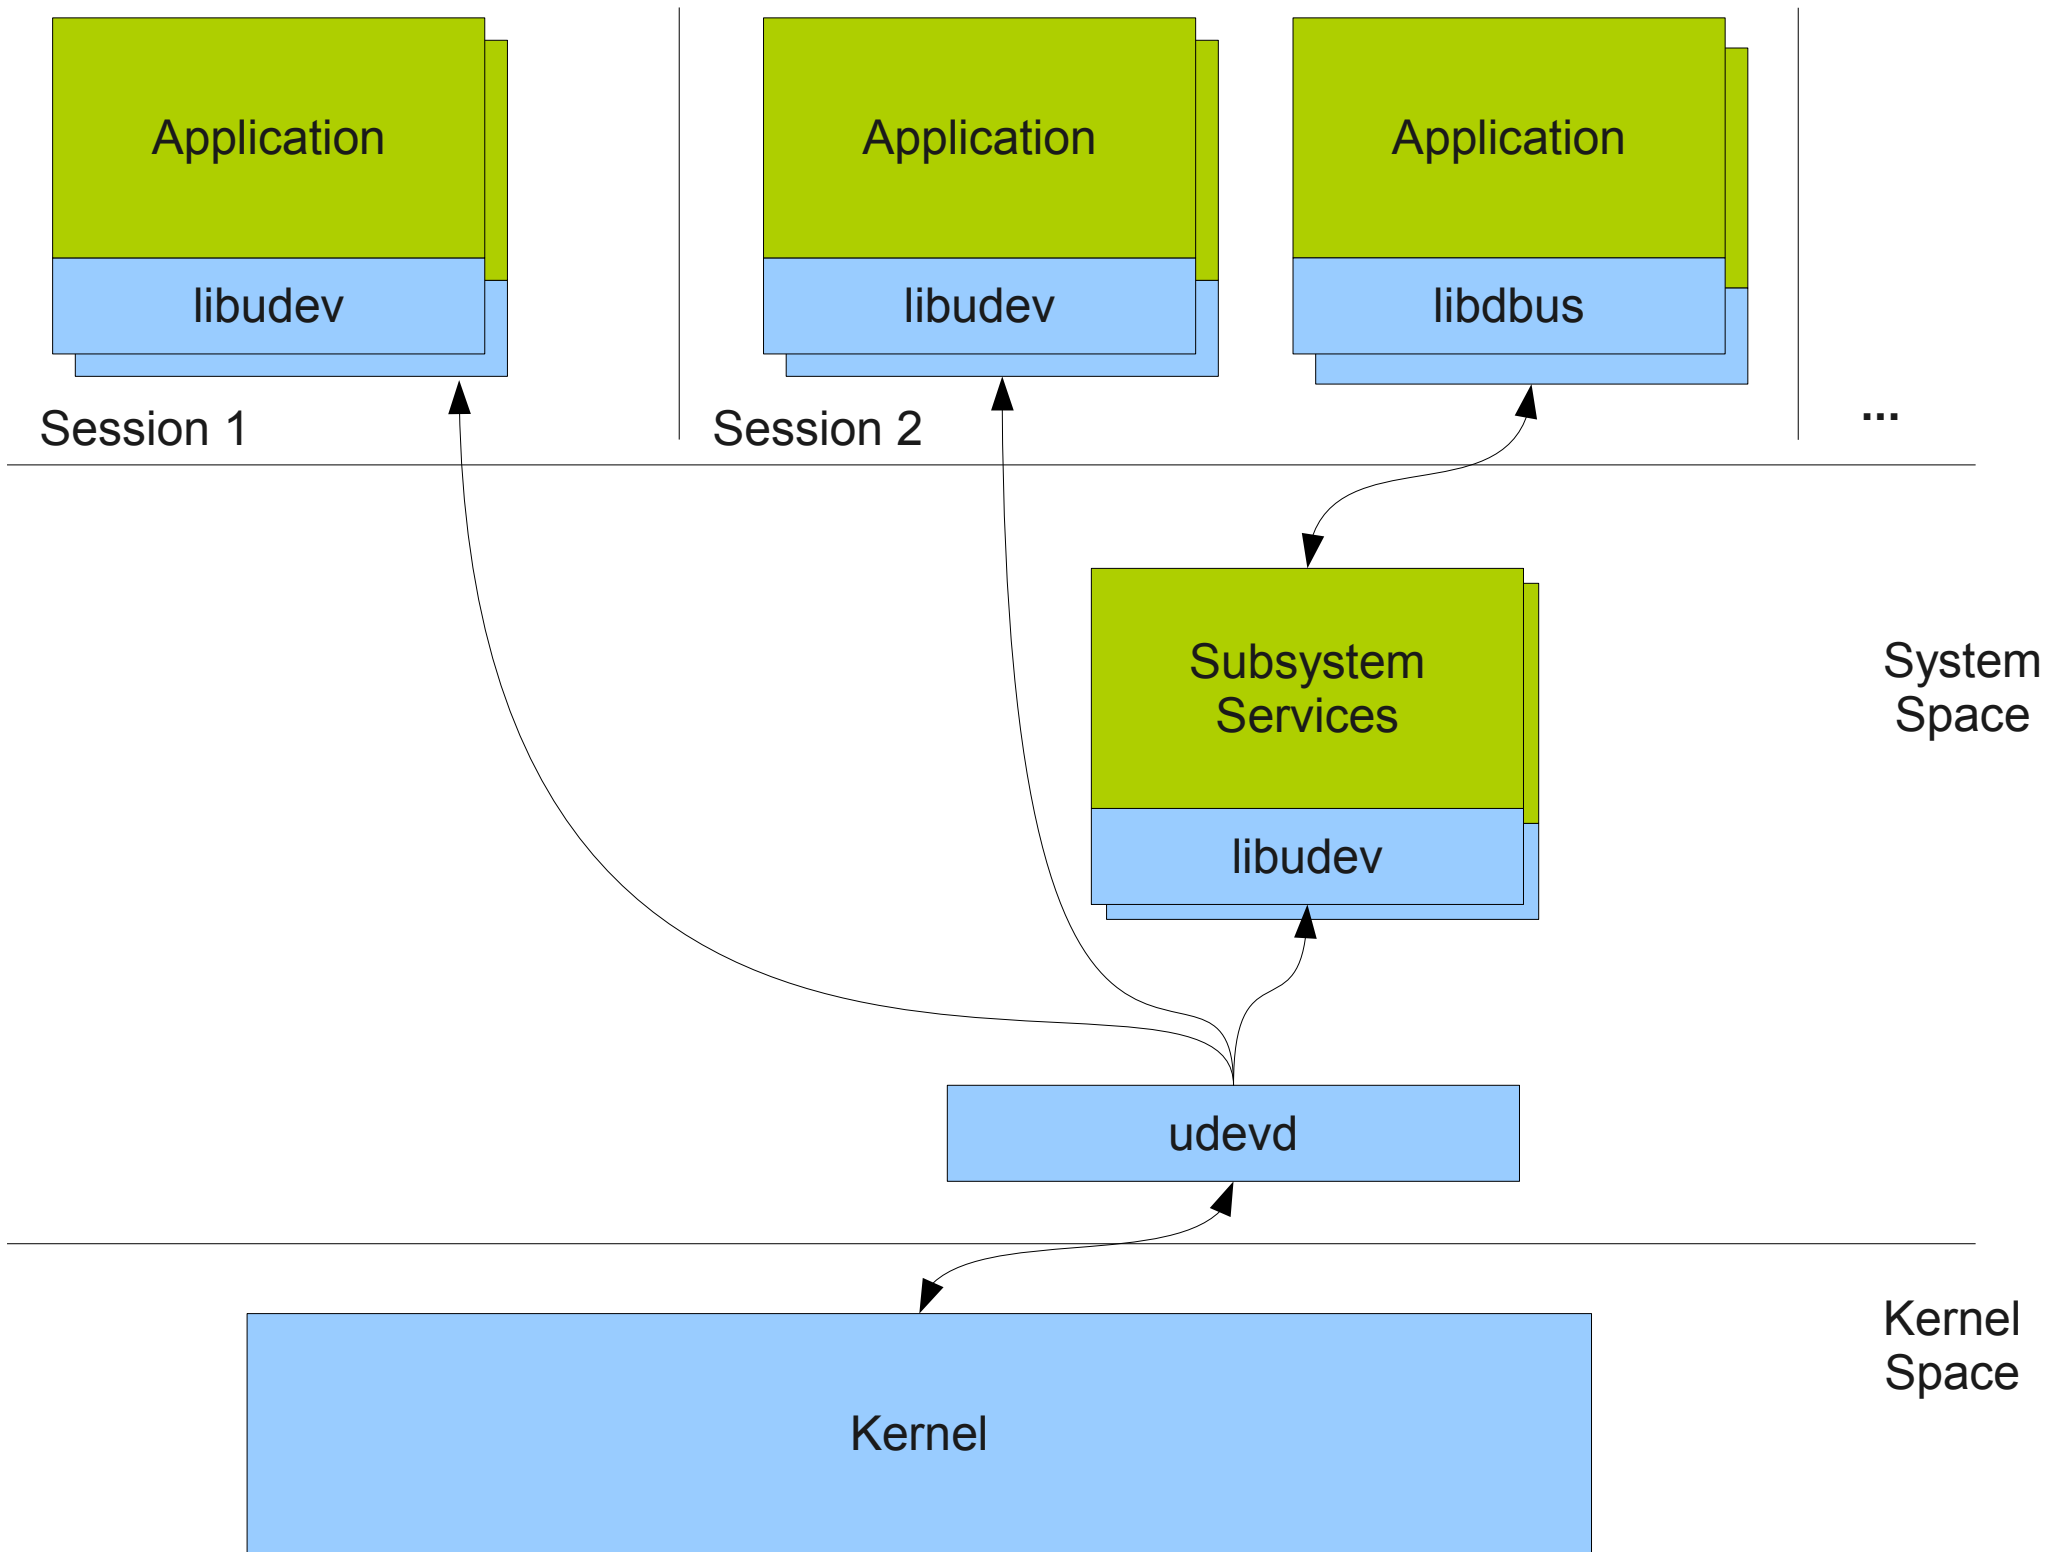 Application
libudev
Session 1
Application
libudev
Application
libdbus
Session 2
...
Subsystem
Services
libudev
System
Space
udevd
Kernel
Space
Kernel